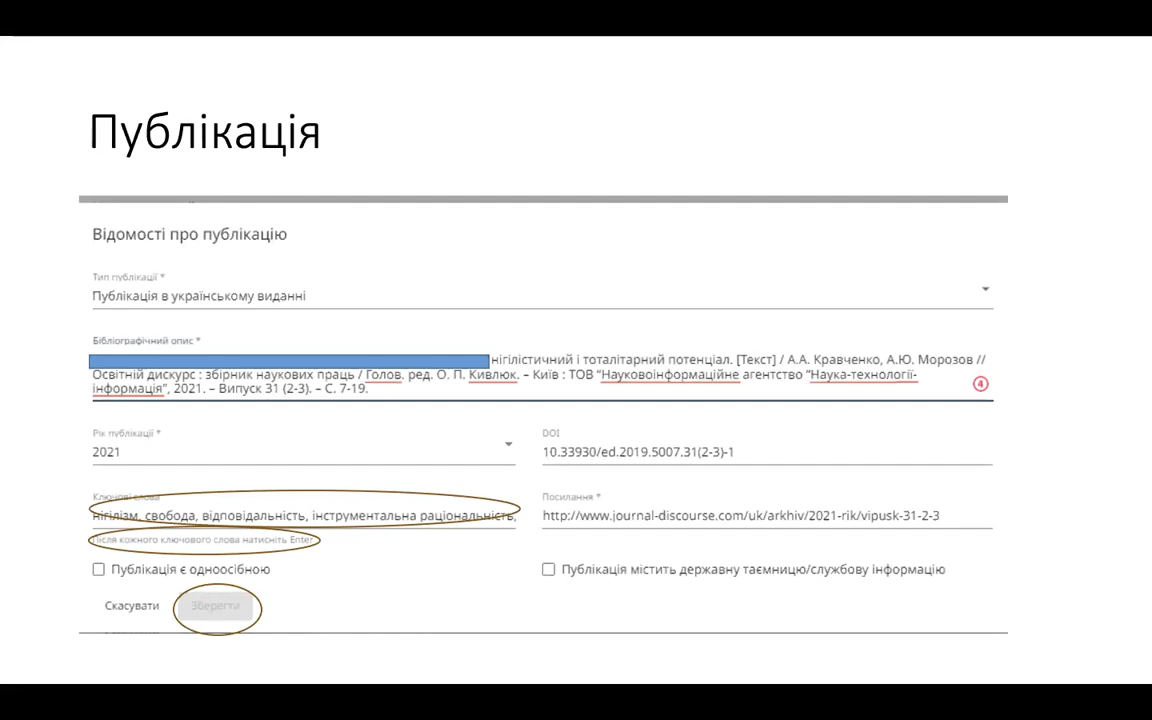 Публікація
Відомості про публікацію
Тип публікації *
Публікація в українському виданні
Бібліографічний опис *
нігілістичний і тоталітарний потенціал. [Текст] / А.А. Кравченко, А.Ю. Морозов //
Освітній дискурс : збірник наукових праць / Голов. ред. О. П. Кивлюк. – Київ : ТОВ “Науковоінформаційне агентство “Наука-технології-
інформація”, 2021. – Випуск 31 (2-3). – С. 7-19.
4
Рік публікації *
2021
DOI
10.33930/ed.2019.5007.31(2-3)-1
Ключові слова
нігілізм, свобода, відповідальність, інструментальна раціональність,
Після кожного ключового слова натисніть Enter
Посилання *
http://www.journal-discourse.com/uk/arkhiv/2021-rik/vipusk-31-2-3
Публікація є одноосібною
Публікація містить державну таємницю/службову інформацію
Скасувати
Зберегти